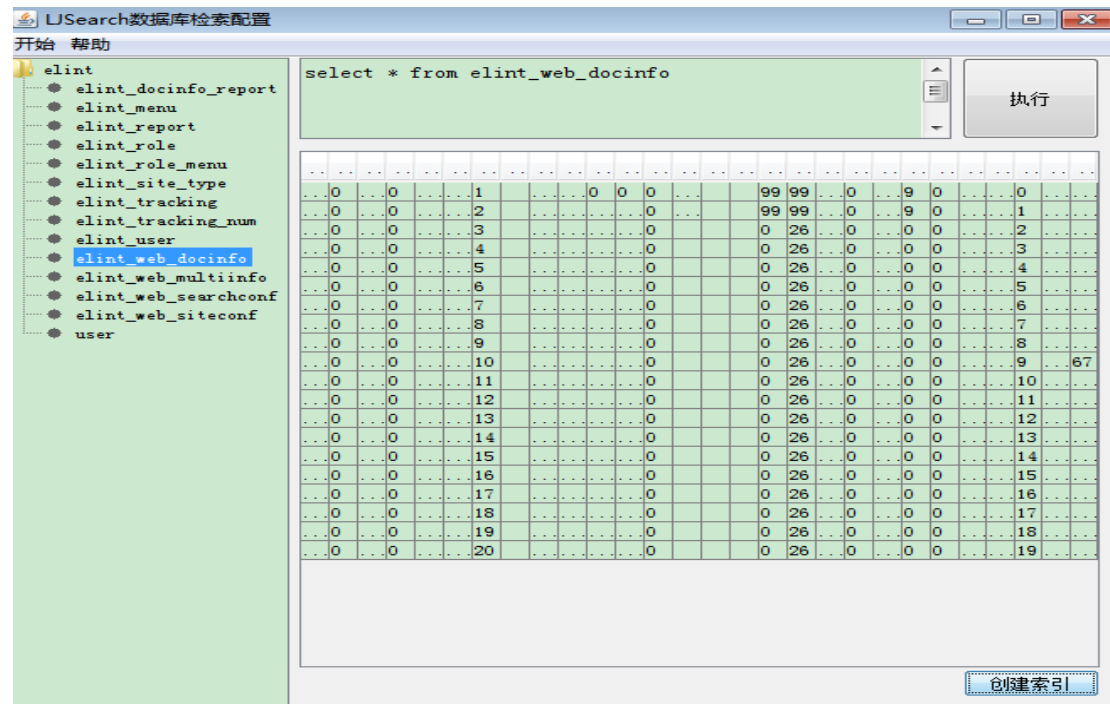 LJSearch数据库检索配置
开始 帮助
elint
elint_docinfo_report
elint_menu
elint_report
elint_role
elint_role_menu
elint_site_type
elint_tracking
elint_tracking_num
elint_user
elint_web_docinfo
elint_web_multiinfo
elint_web_searchconf
elint_web_siteconf
user
select * from elint_web_docinfo
执行
0 0 1 0 0 0 99 99 0 9 0 0
0 0 2 0 99 99 0 9 0 1
0 0 3 0 0 26 0 0 0 2
0 0 4 0 0 26 0 0 0 3
0 0 5 0 0 26 0 0 0 4
0 0 6 0 0 26 0 0 0 5
0 0 7 0 0 26 0 0 0 6
0 0 8 0 0 26 0 0 0 7
0 0 9 0 0 26 0 0 0 8
0 0 10 0 0 26 0 0 0 9 67
0 0 11 0 0 26 0 0 0 10
0 0 12 0 0 26 0 0 0 11
0 0 13 0 0 26 0 0 0 12
0 0 14 0 0 26 0 0 0 13
0 0 15 0 0 26 0 0 0 14
0 0 16 0 0 26 0 0 0 15
0 0 17 0 0 26 0 0 0 16
0 0 18 0 0 26 0 0 0 17
0 0 19 0 0 26 0 0 0 18
0 0 20 0 0 26 0 0 0 19
创建索引